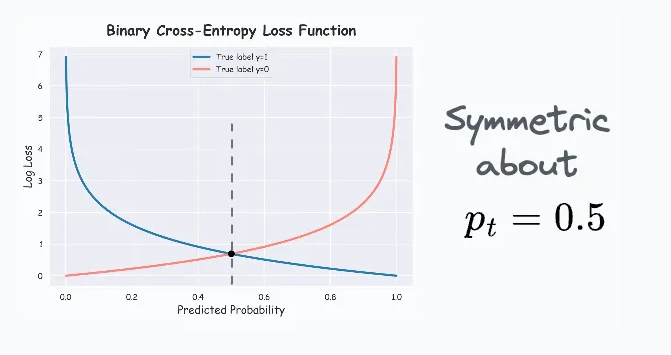 Binary Cross-Entropy Loss Function
True label y=1
True label y=0
Log Loss
7
6
5
4
3
2
1
0
0.0
0.2
0.4
0.6
0.8
1.0
Predicted Probability
Symmetric
about
p_t = 0.5